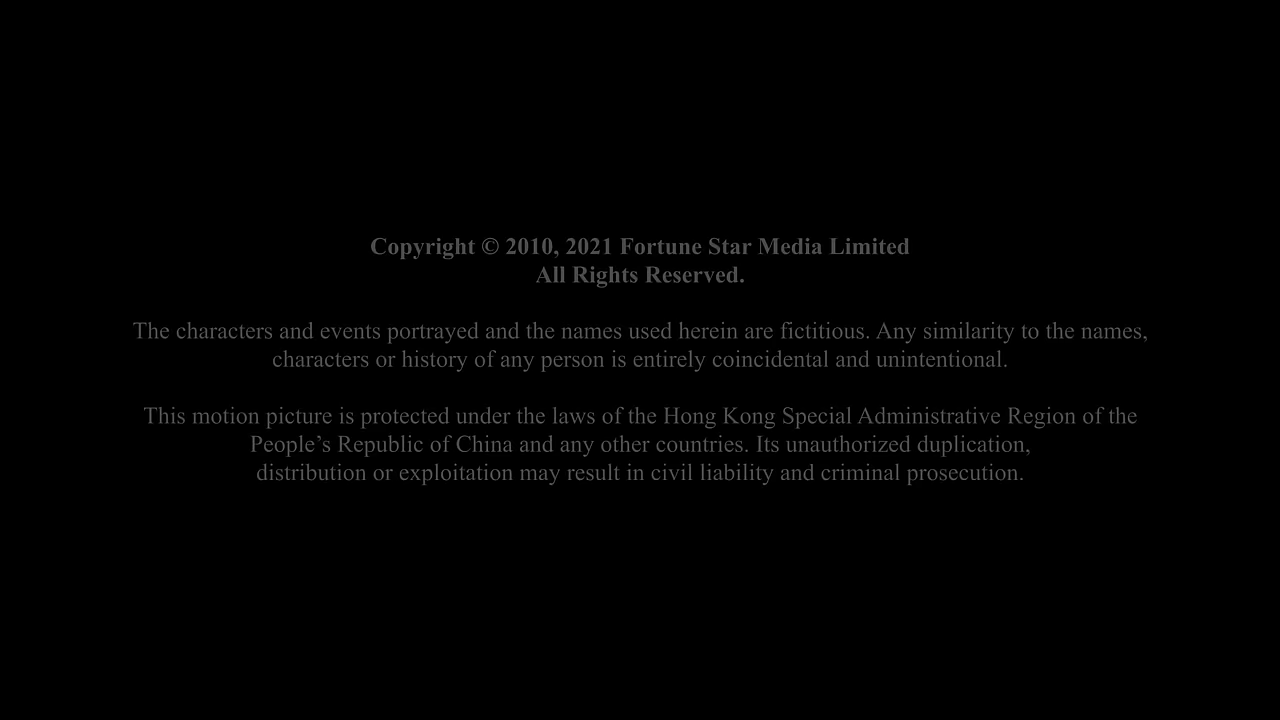 Copyright © 2010, 2021 Fortune Star Media Limited
All Rights Reserved.
The characters and events portrayed and the names used herein are fictitious. Any similarity to the names,
characters or history of any person is entirely coincidental and unintentional.
This motion picture is protected under the laws of the Hong Kong Special Administrative Region of the
People’s Republic of China and any other countries. Its unauthorized duplication,
distribution or exploitation may result in civil liability and criminal prosecution.